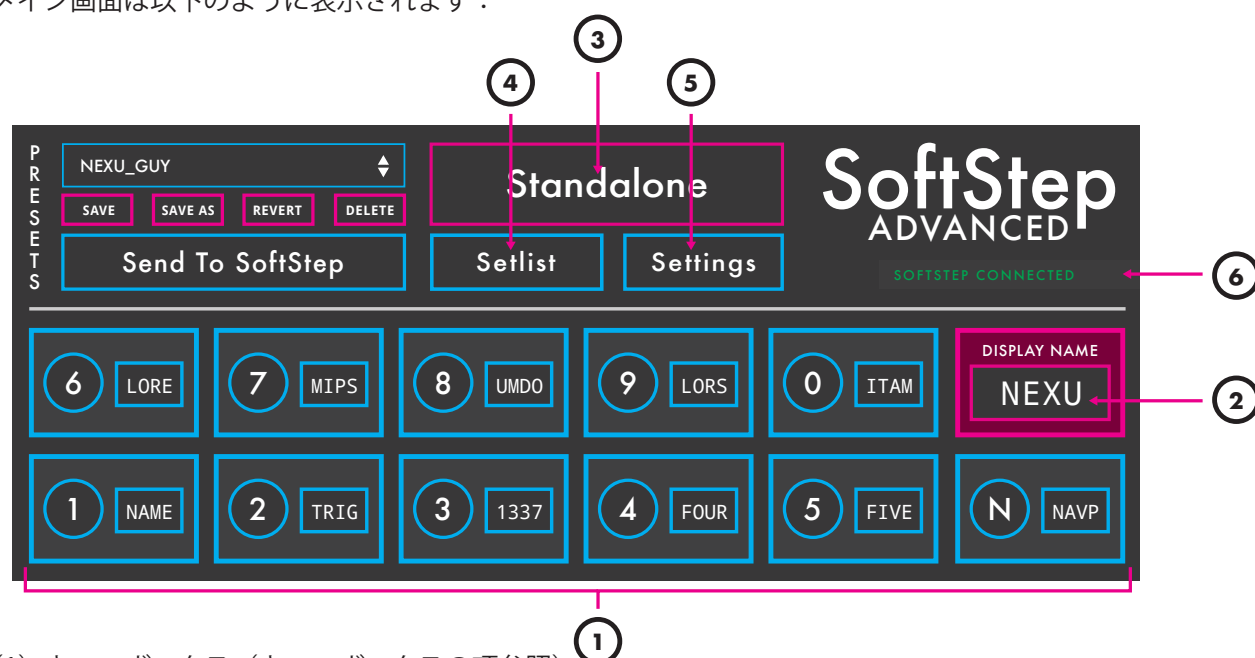 メイン画面は以下のように表示されます：
3
4
5
PRESETS
NEXU_GUY
SAVE
SAVE AS
REVERT
DELETE
Send To SoftStep
Standalone
Setlist
Settings
SoftStep
ADVANCED
SOFTSTEP CONNECTED
6
6 LORE
7 MIPS
8 UMDO
9 LORS
0 ITAM
DISPLAY NAME
NEXU
2
1 NAME
2 TRIG
3 1337
4 FOUR
5 FIVE
N NAVP
1